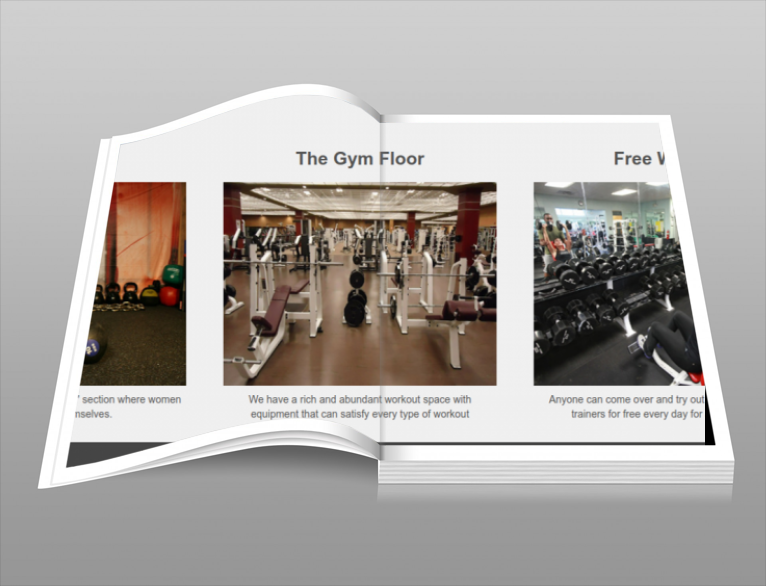 The Gym Floor
Free
section where women
We have a rich and abundant workout space with
equipment that can satisfy every type of workout
Anyone can come over and try out
trainers for free every day for